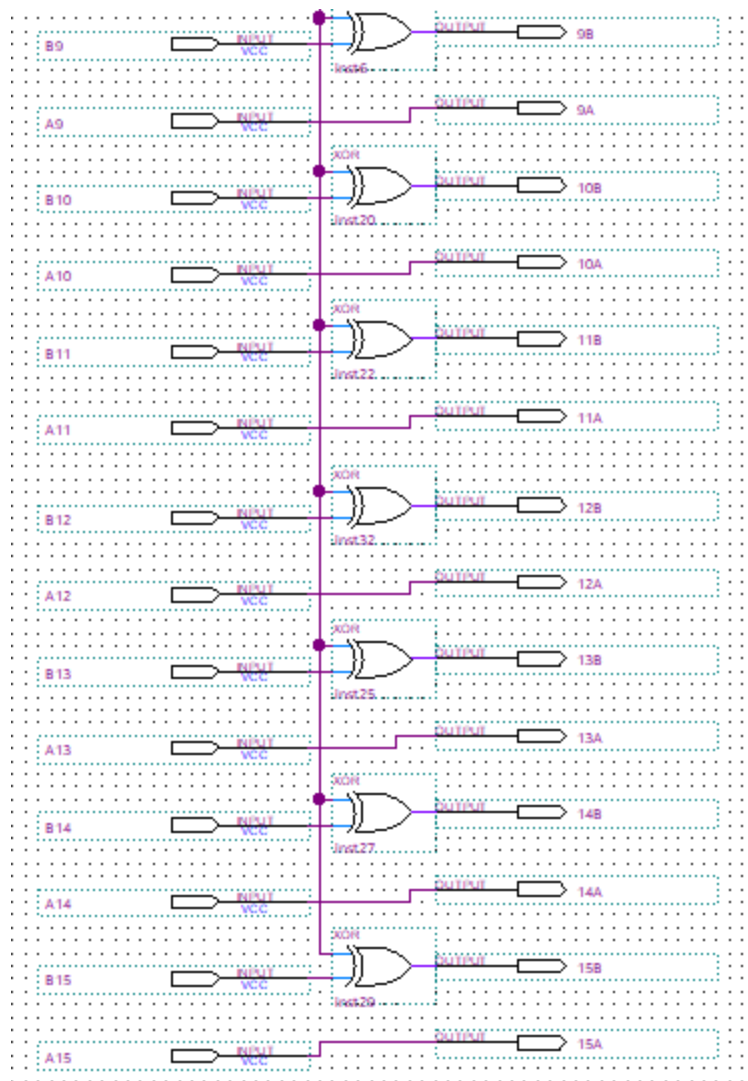 B9 INPUT VCC inst6 OUTPUT 9B
A9 INPUT VCC OUTPUT 9A
XOR
B10 INPUT VCC inst20 OUTPUT 10B
A10 INPUT VCC OUTPUT 10A
XOR
B11 INPUT VCC inst22 OUTPUT 11B
A11 INPUT VCC OUTPUT 11A
XOR
B12 INPUT VCC inst32 OUTPUT 12B
A12 INPUT VCC OUTPUT 12A
XOR
B13 INPUT VCC inst25 OUTPUT 13B
A13 INPUT VCC OUTPUT 13A
XOR
B14 INPUT VCC inst27 OUTPUT 14B
A14 INPUT VCC OUTPUT 14A
XOR
B15 INPUT VCC inst29 OUTPUT 15B
A15 INPUT VCC OUTPUT 15A